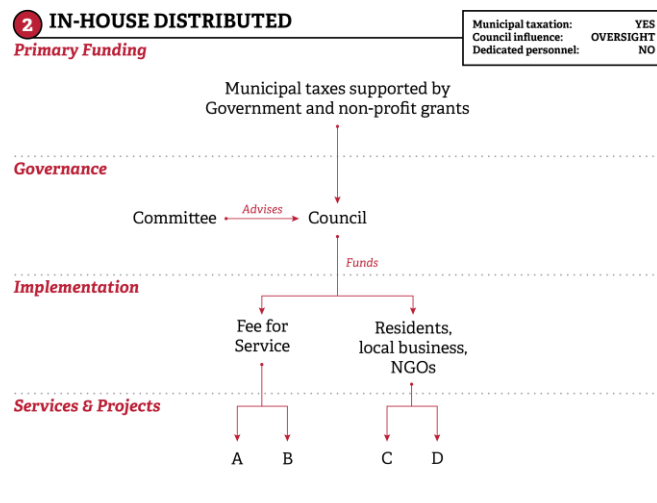 2 IN-HOUSE DISTRIBUTED
Municipal taxation: YES
Council influence: OVERSIGHT
Dedicated personnel: NO
Primary Funding
Municipal taxes supported by
Government and non-profit grants
Governance
Committee Advises Council
Funds
Implementation
Fee for
Service
Residents,
local business,
NGOs
Services & Projects
A B C D